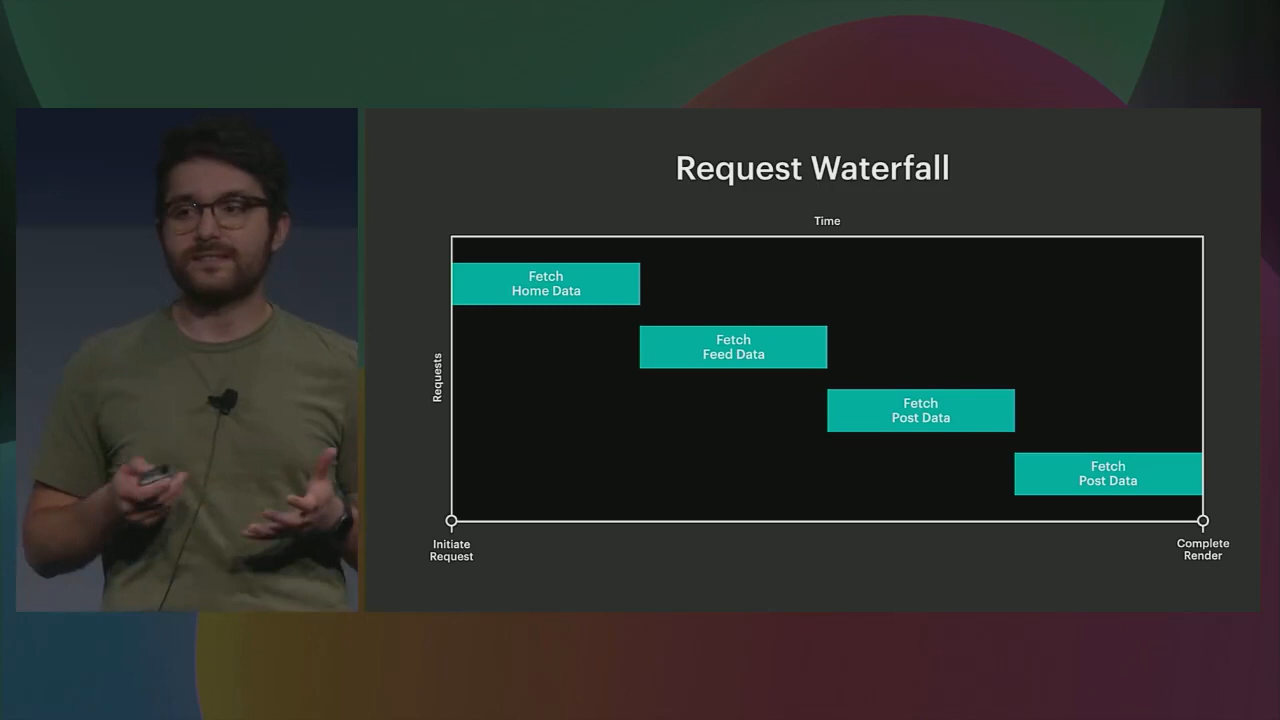 Request Waterfall
Time
Requests
Fetch
Home Data
Fetch
Feed Data
Fetch
Post Data
Fetch
Post Data
Initiate
Request
Complete
Render